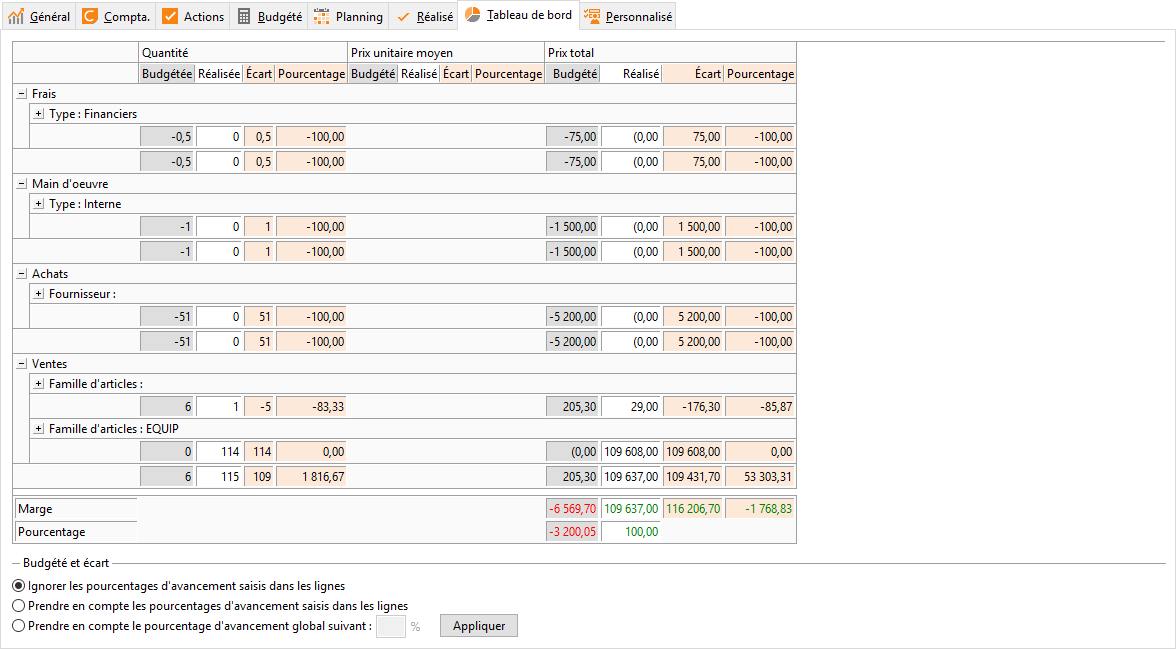 Général Compta. Actions Budgété Planning Réalisé Tableau de bord Personnalisé
Quantité Prix unitaire moyen Prix total
Budgétée Réalisée Écart Pourcentage Budgété Réalisé Écart Pourcentage Budgété Réalisé Écart Pourcentage
Frais
Type : Financiers
-0,5 0 0,5 -100,00 -75,00 (0,00 75,00 -100,00
-0,5 0 0,5 -100,00 -75,00 (0,00 75,00 -100,00
Main d'oeuvre
Type : Interne
-1 0 1 -100,00 -1 500,00 (0,00 1 500,00 -100,00
-1 0 1 -100,00 -1 500,00 (0,00 1 500,00 -100,00
Achats
Fournisseur :
-51 0 51 -100,00 -5 200,00 (0,00 5 200,00 -100,00
-51 0 51 -100,00 -5 200,00 (0,00 5 200,00 -100,00
Ventes
Famille d'articles :
6 1 -5 -83,33 205,30 29,00 -176,30 -85,87
Famille d'articles : EQUIP
0 114 114 0,00 (0,00 109 608,00 109 608,00 0,00
6 115 109 1 816,67 205,30 109 637,00 109 431,70 53 303,31
Marge -6 569,70 109 637,00 116 206,70 -1 768,83
Pourcentage -3 200,05 100,00
Budgété et écart
Ignorer les pourcentages d'avancement saisis dans les lignes
Prendre en compte les pourcentages d'avancement saisis dans les lignes
Prendre en compte le pourcentage d'avancement global suivant : % Appliquer